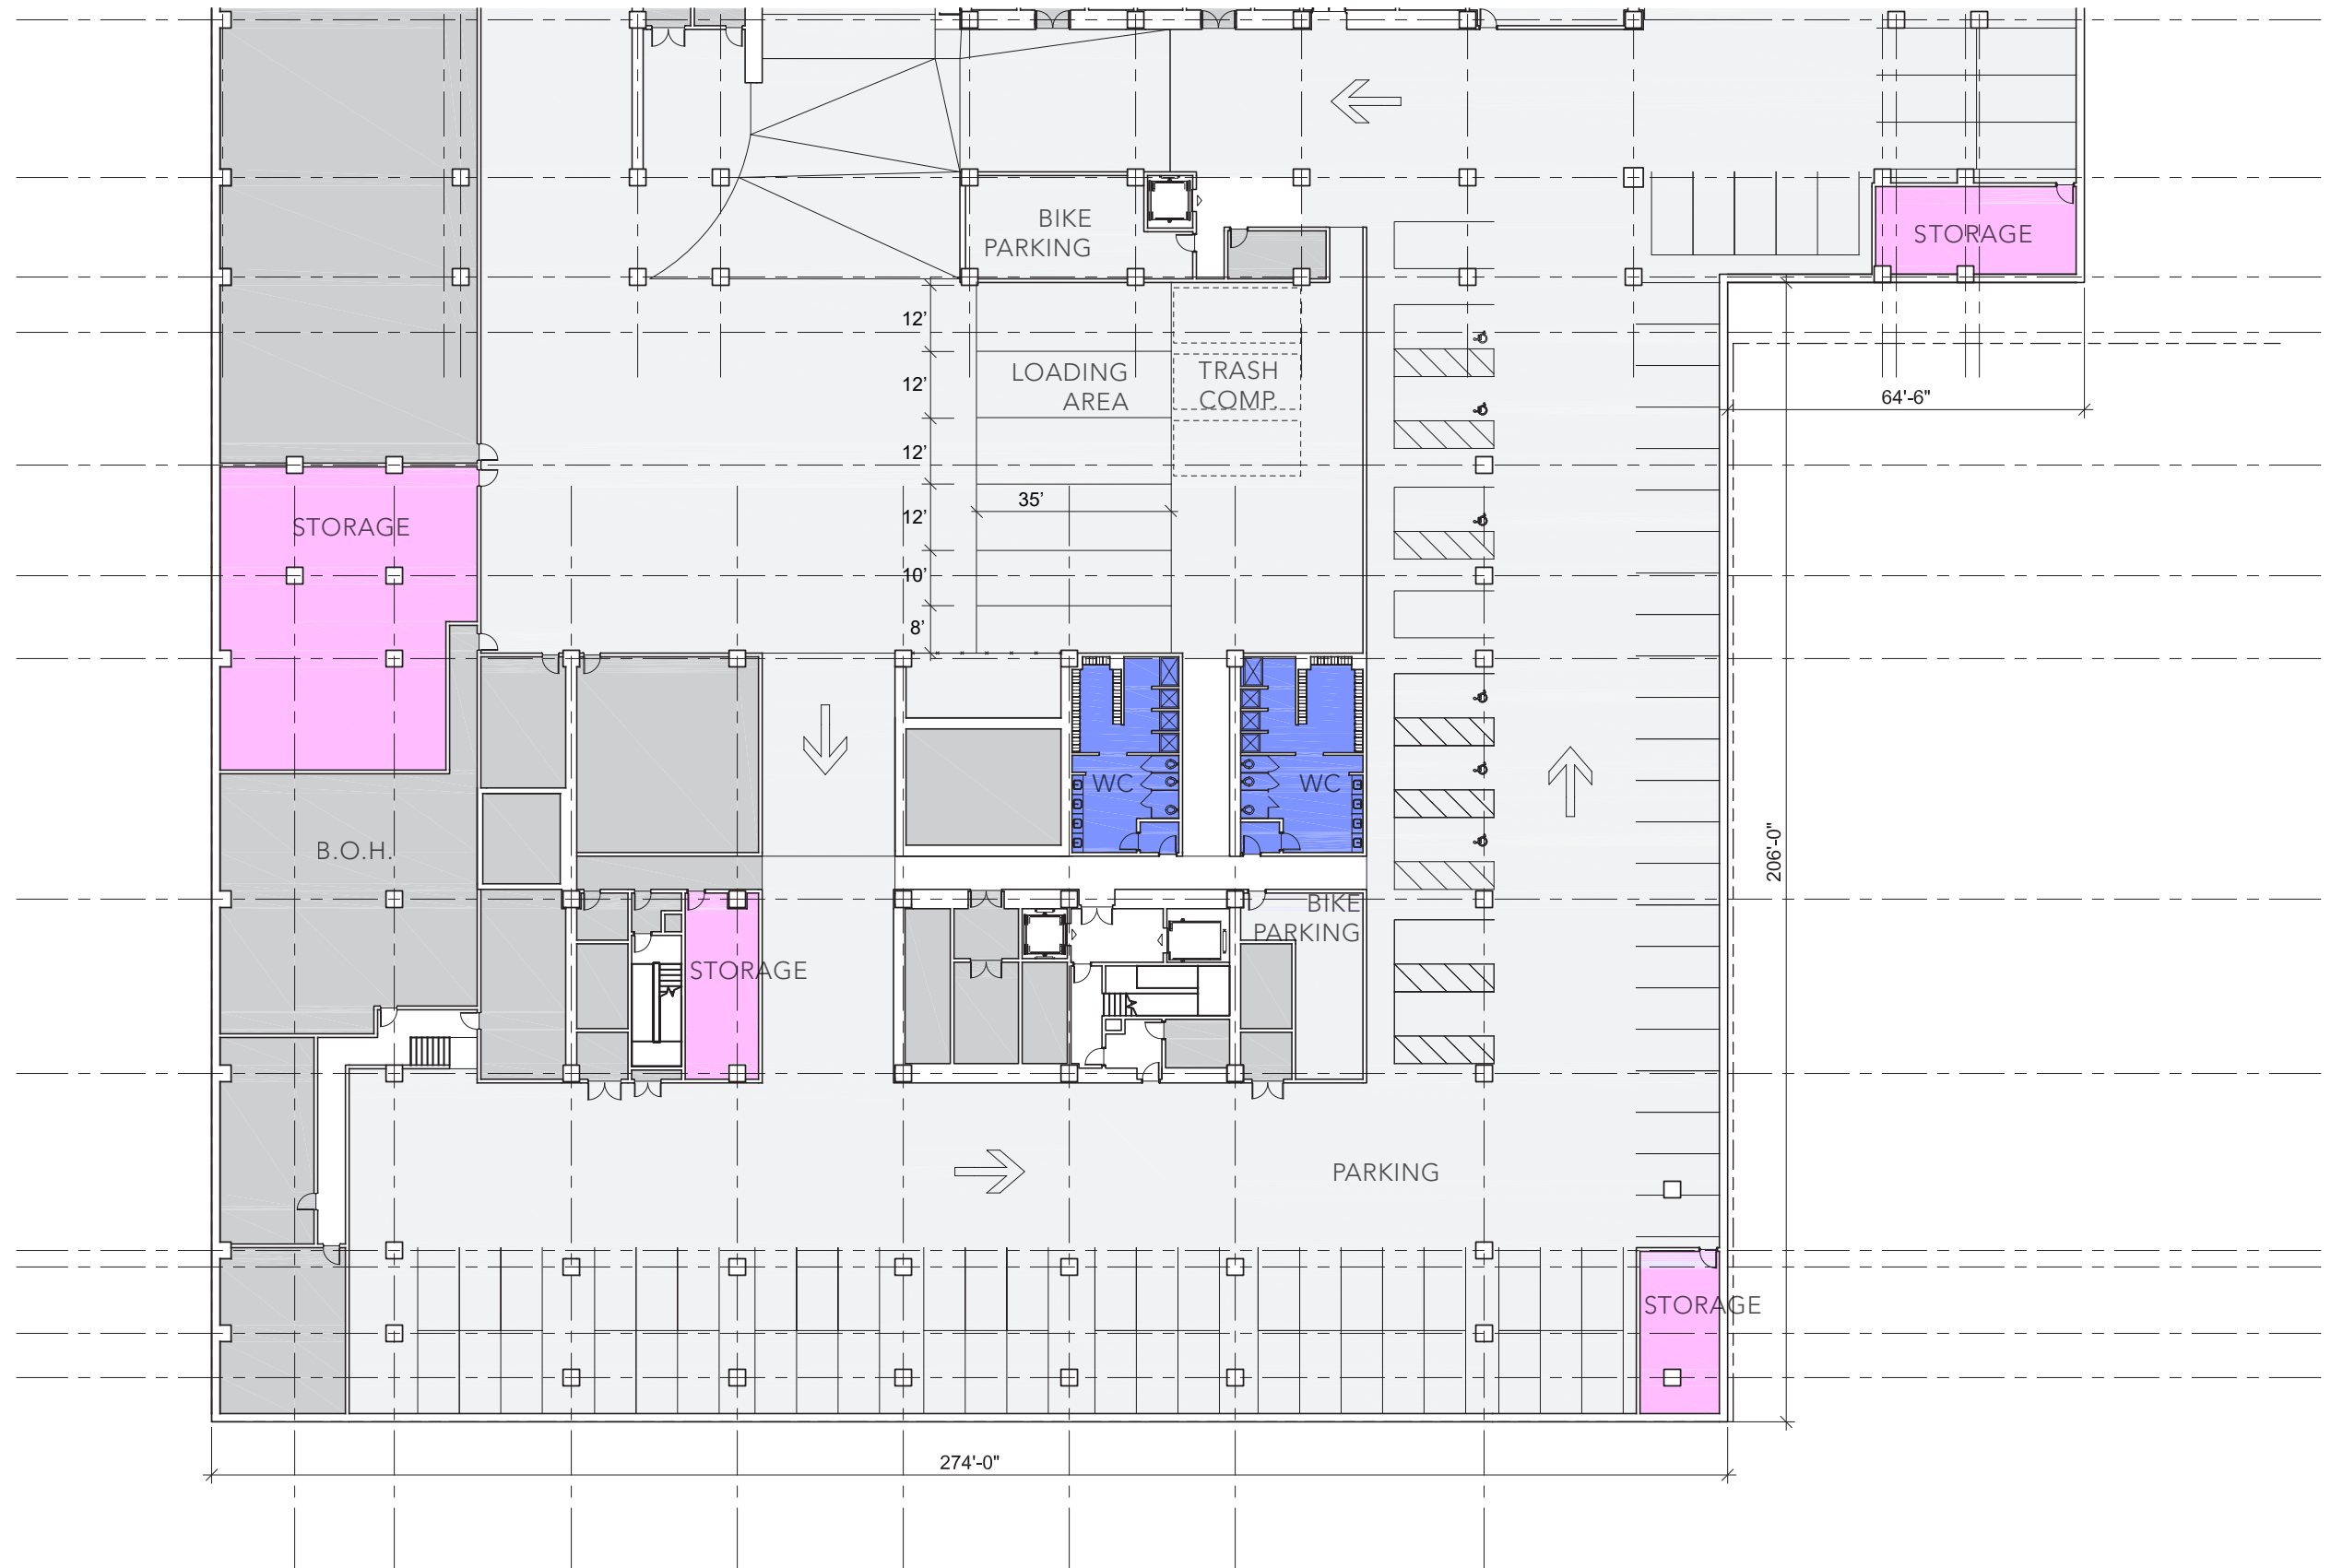 BIKE
PARKING
STORAGE
12'
LOADING
AREA
TRASH
COMP.
12'
64'-6"
12'
35'
STORAGE
12'
10'
8'
WC
WC
B.O.H.
206'-0"
BIKE
PARKING
STORAGE
PARKING
STORAGE
274'-0"